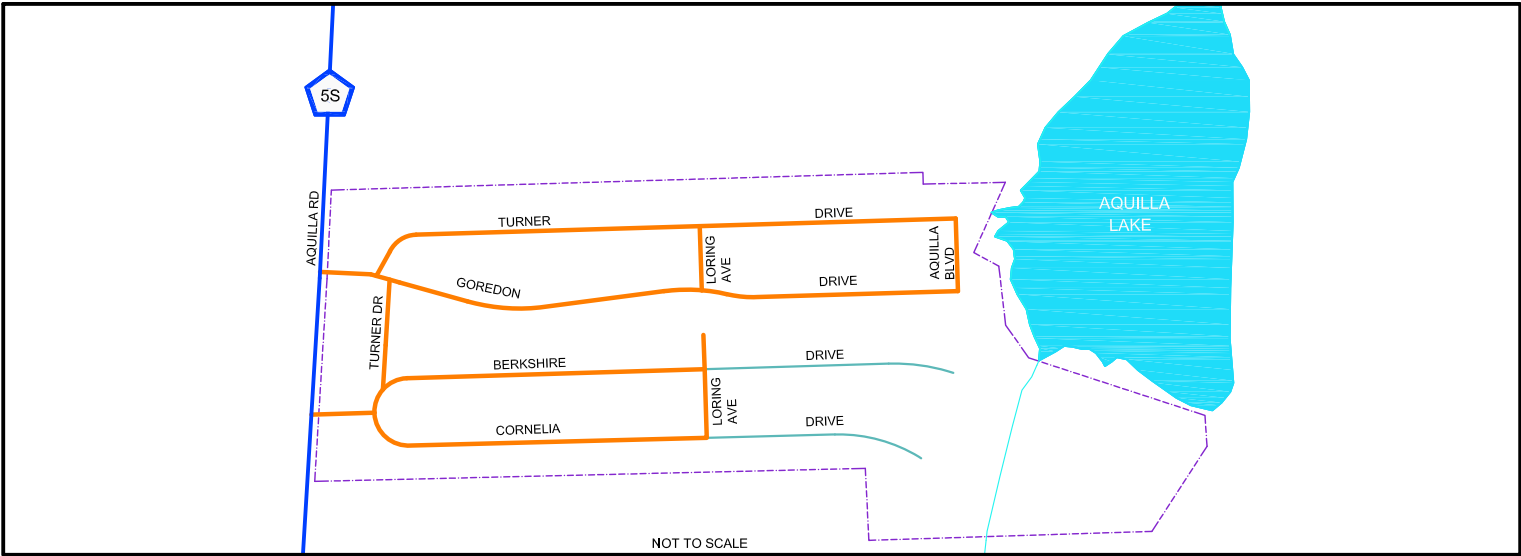 5S
AQUILLA RD
TURNER
DRIVE
LORING
AVE
AQUILLA
BLVD
AQUILLA
LAKE
GOREDON
DRIVE
TURNER DR
BERKSHIRE
DRIVE
LORING
AVE
CORNELIA
DRIVE
NOT TO SCALE